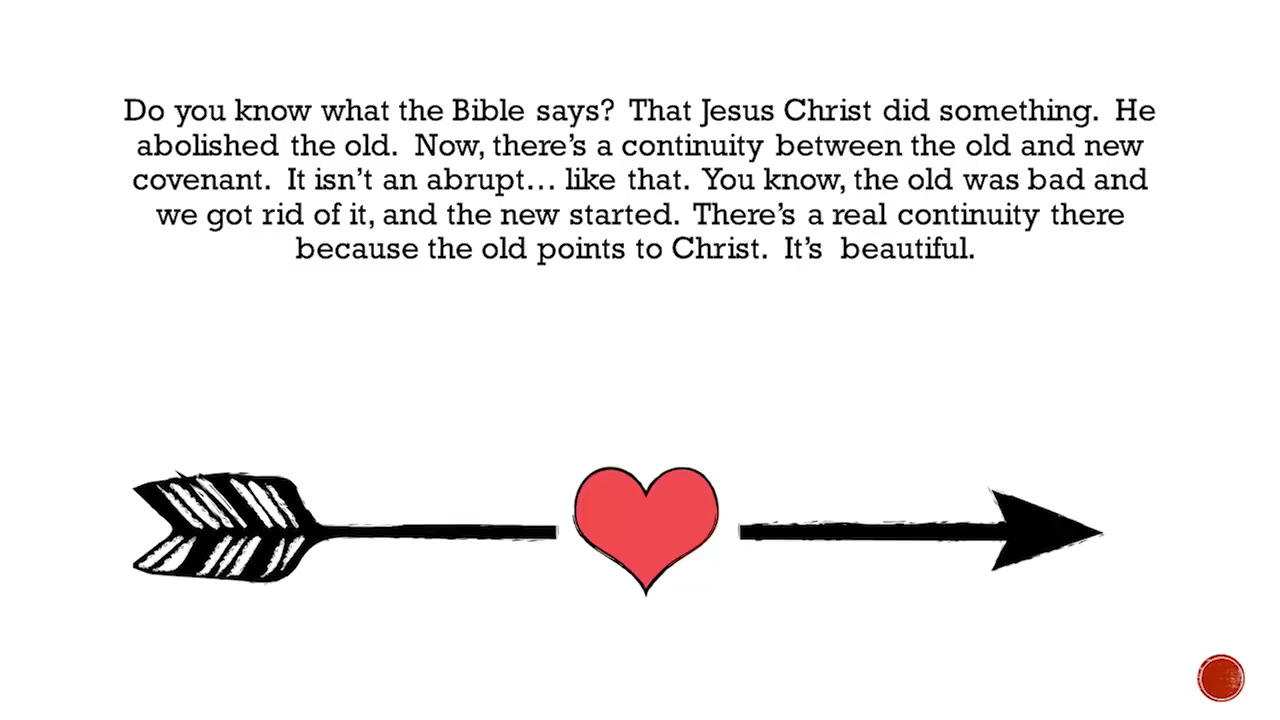 Do you know what the Bible says? That Jesus Christ did something. He
abolished the old. Now, there's a continuity between the old and new
covenant. It isn't an abrupt... like that. You know, the old was bad and
we got rid of it, and the new started. There's a real continuity there
because the old points to Christ. It's beautiful.